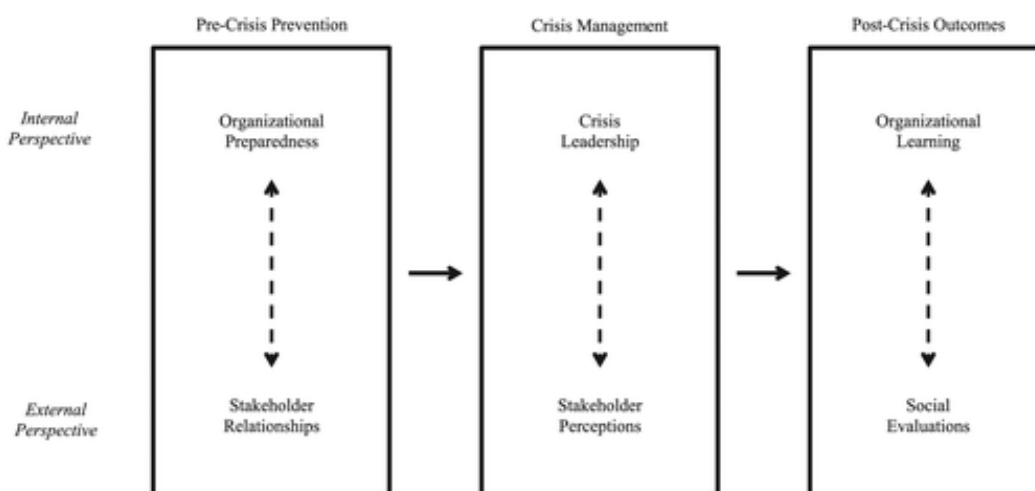 Pre-Crisis Prevention
Crisis Management
Post-Crisis Outcomes
Internal
Perspective
Organizational
Preparedness
Crisis
Leadership
Organizational
Learning
External
Perspective
Stakeholder
Relationships
Stakeholder
Perceptions
Social
Evaluations